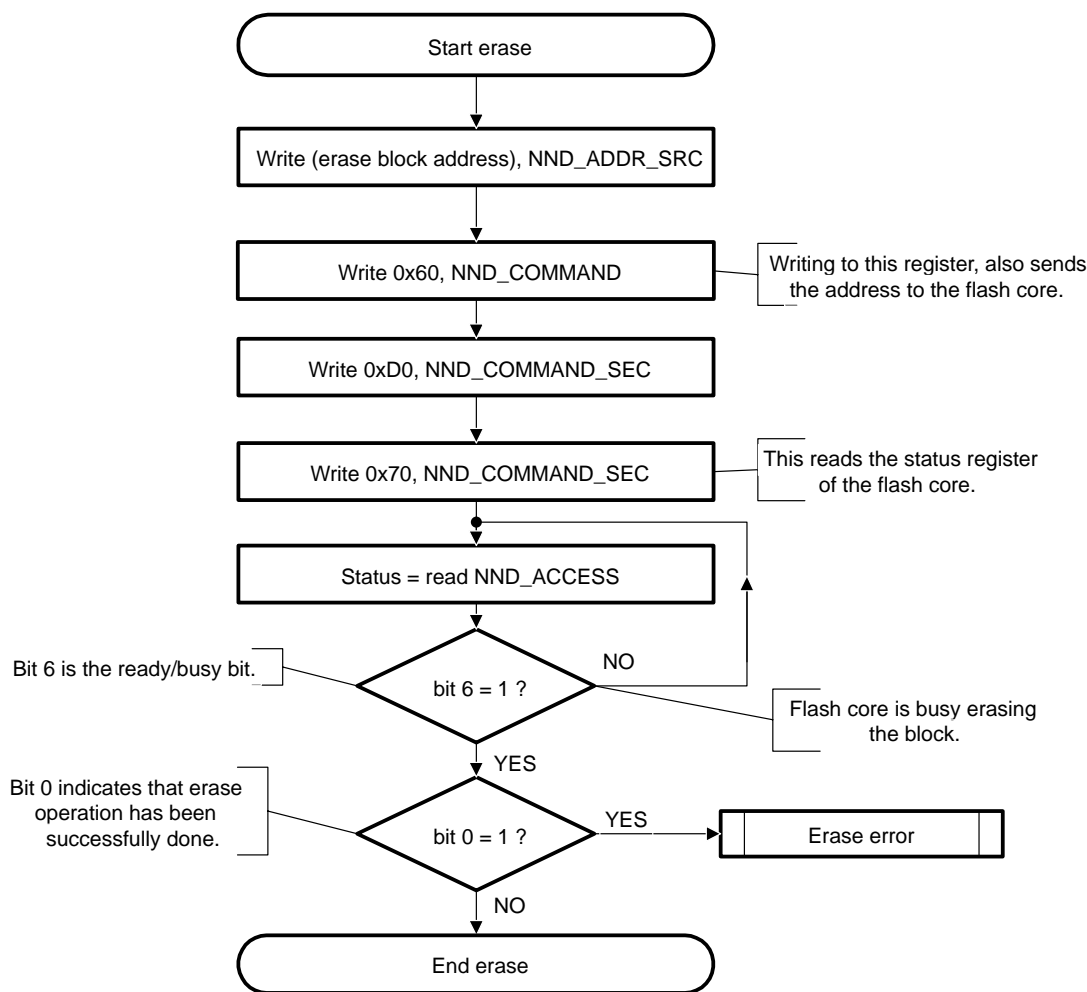 Start erase
Write (erase block address), NND_ADDR_SRC
Write 0x60, NND_COMMAND
Writing to this register, also sends
the address to the flash core.
Write 0xD0, NND_COMMAND_SEC
Write 0x70, NND_COMMAND_SEC
This reads the status register
of the flash core.
Status = read NND_ACCESS
Bit 6 is the ready/busy bit.
bit 6 = 1 ?
NO
Flash core is busy erasing
the block.
YES
Bit 0 indicates that erase
operation has been
successfully done.
bit 0 = 1 ?
YES
Erase error
NO
End erase